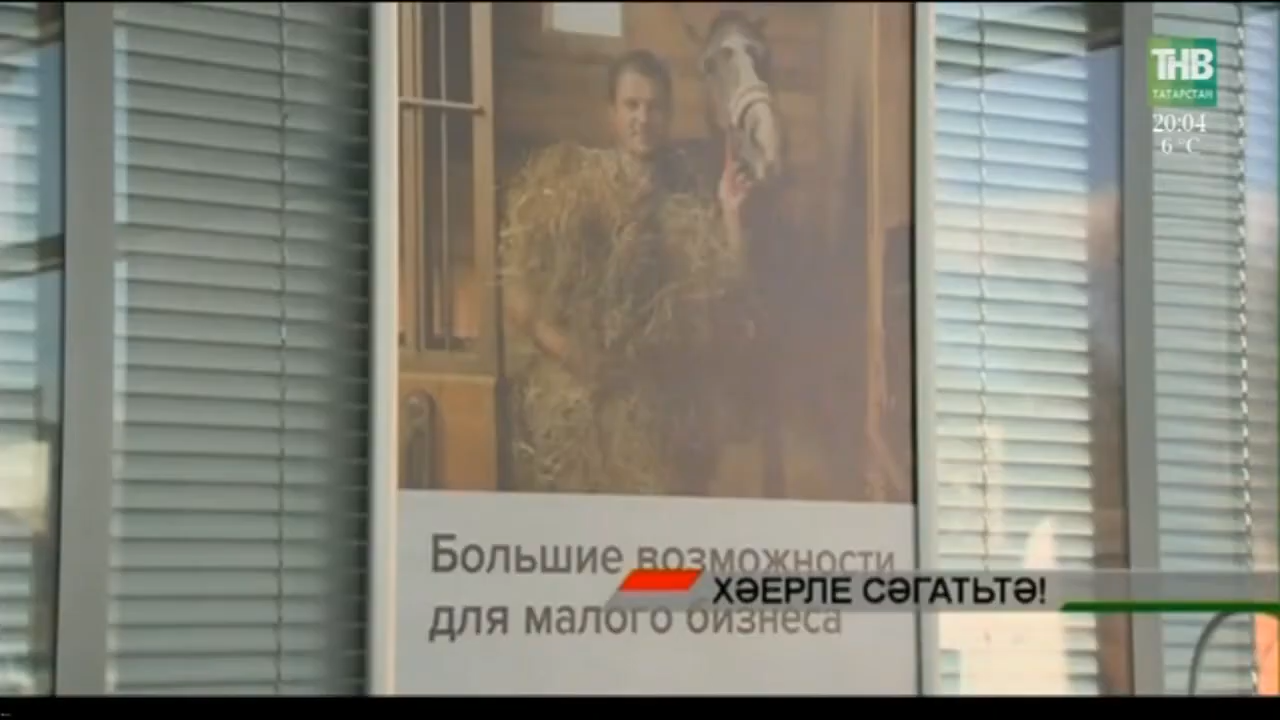 ТНВ
ТАТАРСТАН
20:04
6 °C
Большие возможности
для малого бизнеса
ХӘЕРЛЕ СӘГАТЬТӘ!